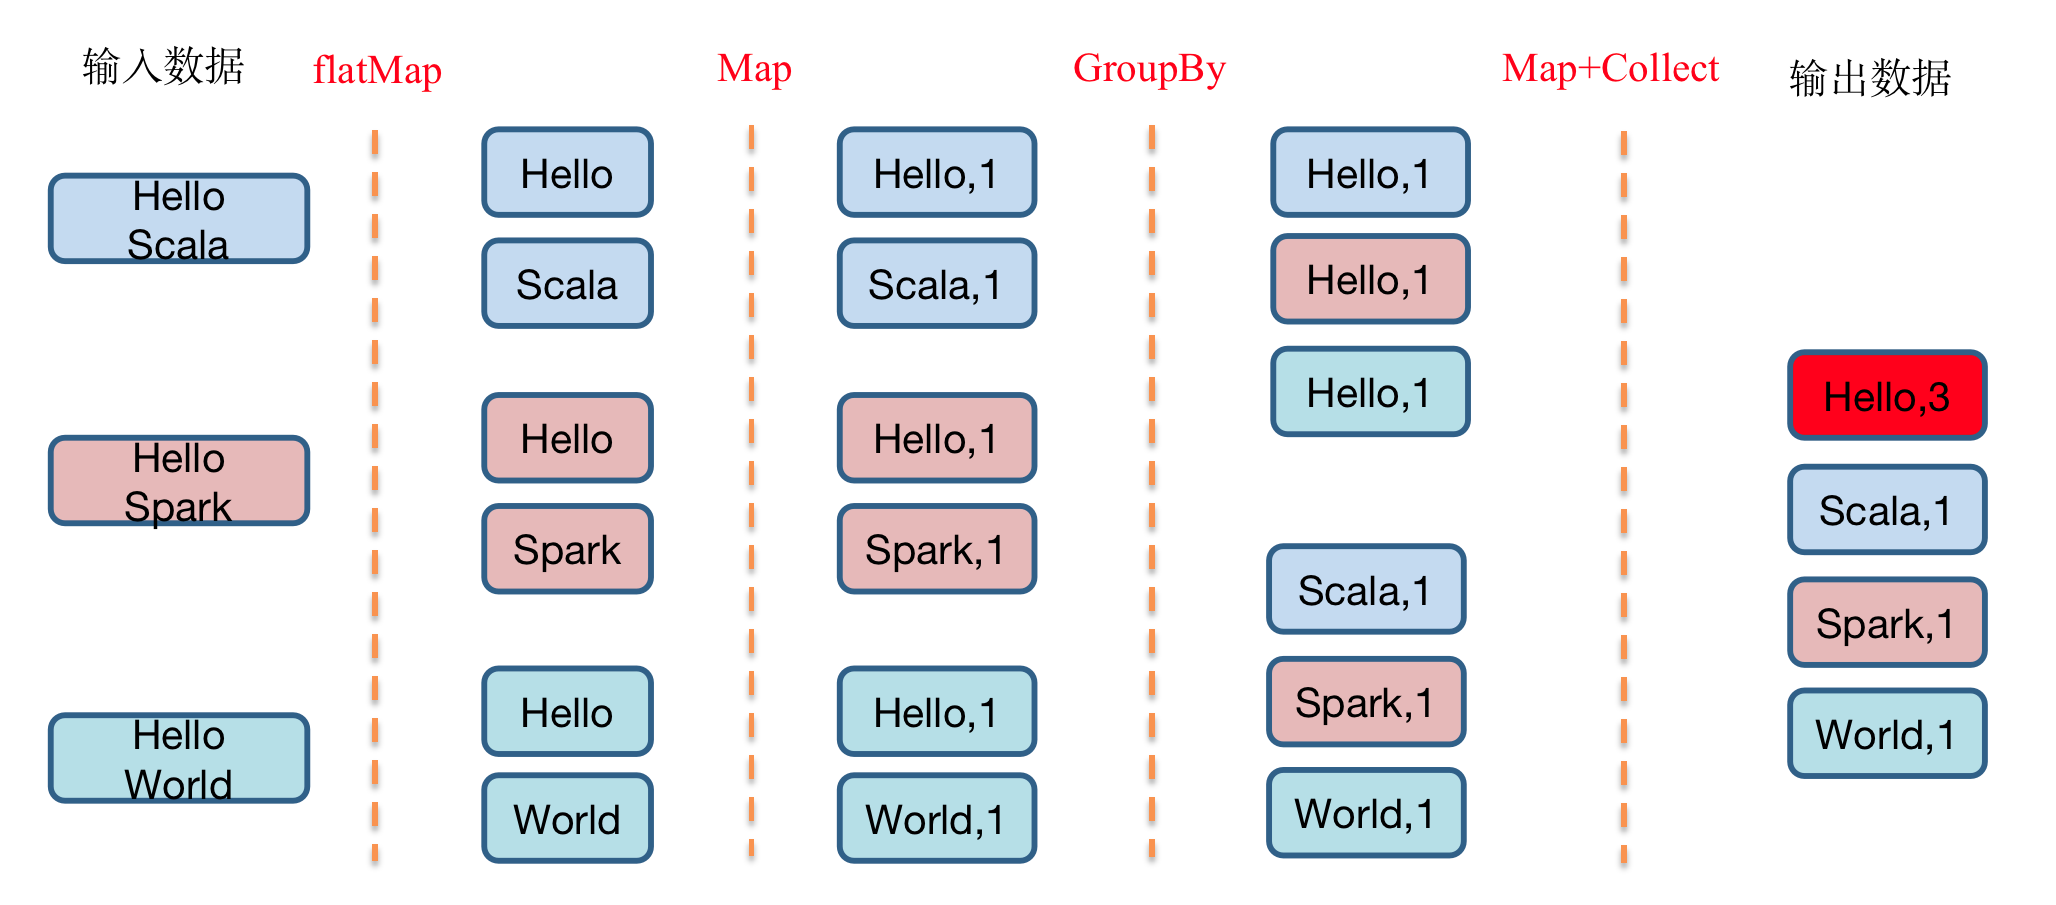 输入数据
flatMap
Map
GroupBy
Map+Collect
输出数据
Hello
Scala
Hello
Spark
Hello
World
Hello
Scala
Hello
Spark
Hello
World
Hello,1
Scala,1
Hello,1
Spark,1
Hello,1
World,1
Hello,1
Hello,1
Hello,1
Scala,1
Spark,1
World,1
Hello,3
Scala,1
Spark,1
World,1